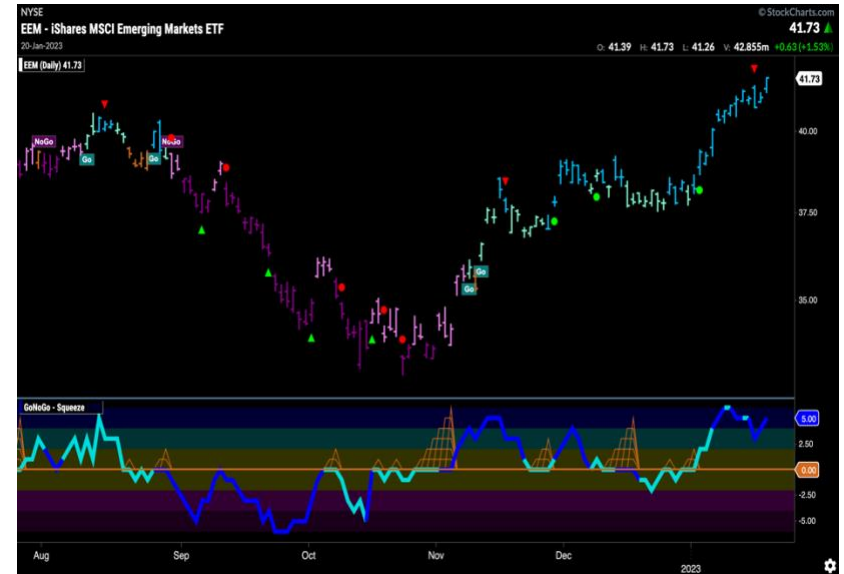 NYSE
© StockCharts.com
EEM - iShares MSCI Emerging Markets ETF
41.73
20-Jan-2023
O: 41.39 H: 41.73 L: 41.26 V: 42.855m +0.63 (+1.53%)
EEM (Daily) 41.73
41.73
40.00
NoGo
NoGo
Go
Go
37.50
Go
Go
35.00
GoNoGo - Squeeze
5.00
2.50
0.00
-2.50
-5.00
Aug
Sep
Oct
Nov
Dec
2023